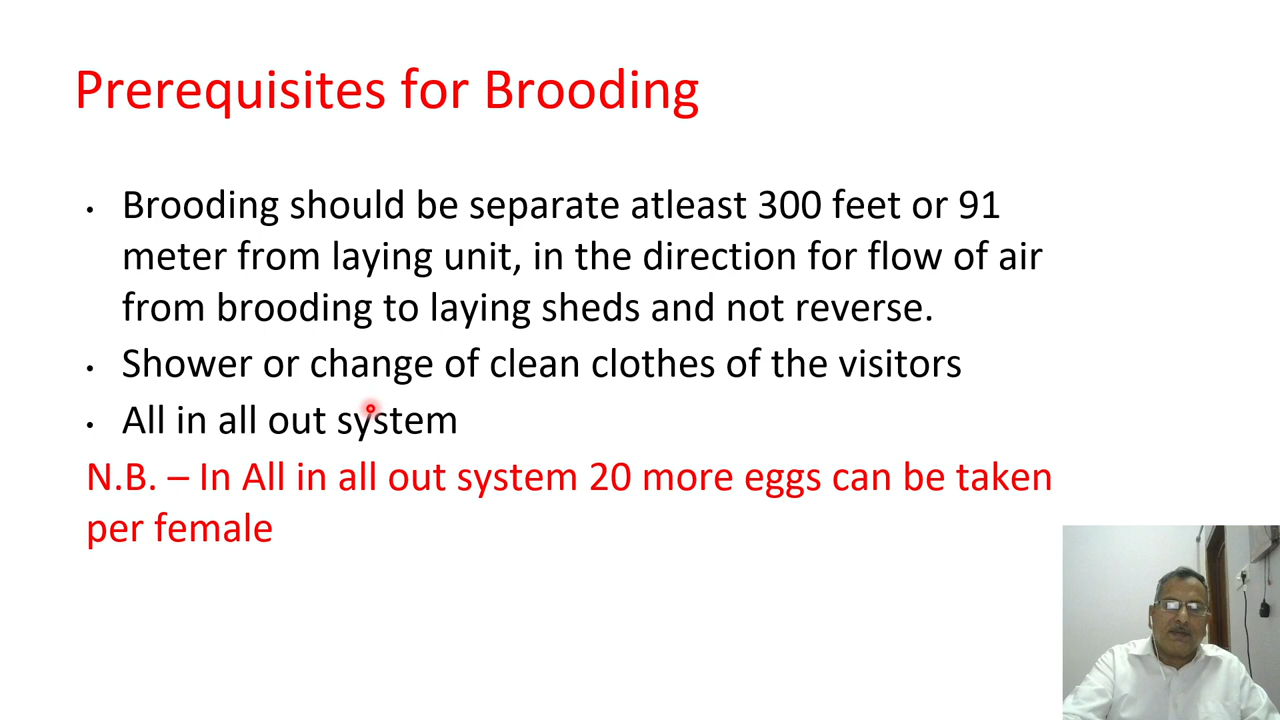 Prerequisites for Brooding
• Brooding should be separate atleast 300 feet or 91
meter from laying unit, in the direction for flow of air
from brooding to laying sheds and not reverse.
• Shower or change of clean clothes of the visitors
• All in all out system
N.B. – In All in all out system 20 more eggs can be taken
per female